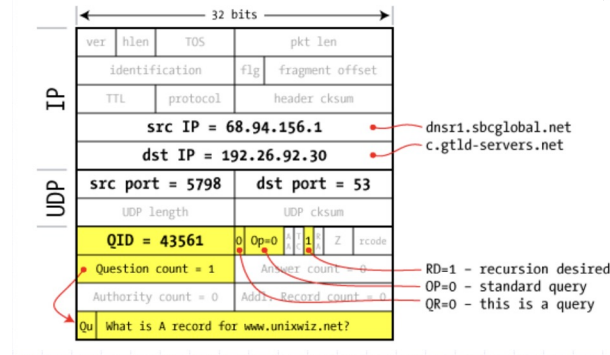 32 bits
ver hlen TOS pkt len
identification flg fragment offset
TTL protocol header cksum
IP
src IP = 68.94.156.1
dnsr1.sbcglobal.net
dst IP = 192.26.92.30
c.gtld-servers.net
src port = 5798 dst port = 53
UDP
UDP length UDP cksum
QID = 43561 0 Op=0 AA TC 1 RA Z rcode
Question count = 1 Answer count = 0
RD=1 - recursion desired
OP=0 - standard query
Authority count = 0 Addl. Record count = 0
QR=0 - this is a query
Qu What is A record for www.unixwiz.net?